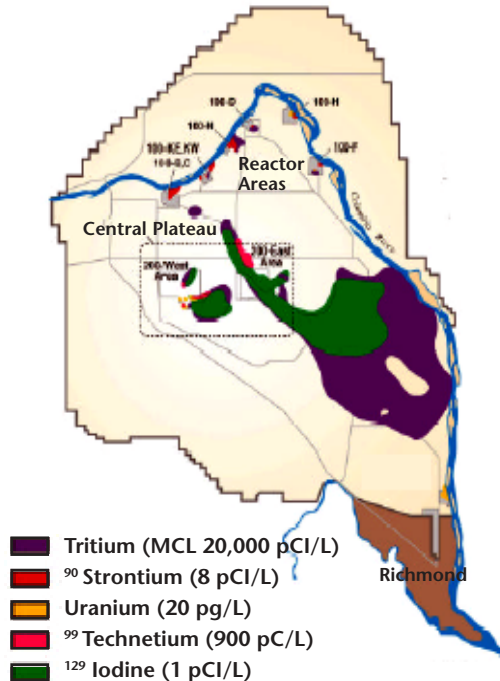 100-D
100-H
100-N
100-KE, KW
100-B,C
100-F
Reactor
Areas
Columbia River
Central Plateau
200-East
Area
200-West
Area
Tritium (MCL 20,000 pCI/L)
⁹⁰ Strontium (8 pCI/L)
Uranium (20 pg/L)
⁹⁹ Technetium (900 pC/L)
¹²⁹ Iodine (1 pCI/L)
Richmond